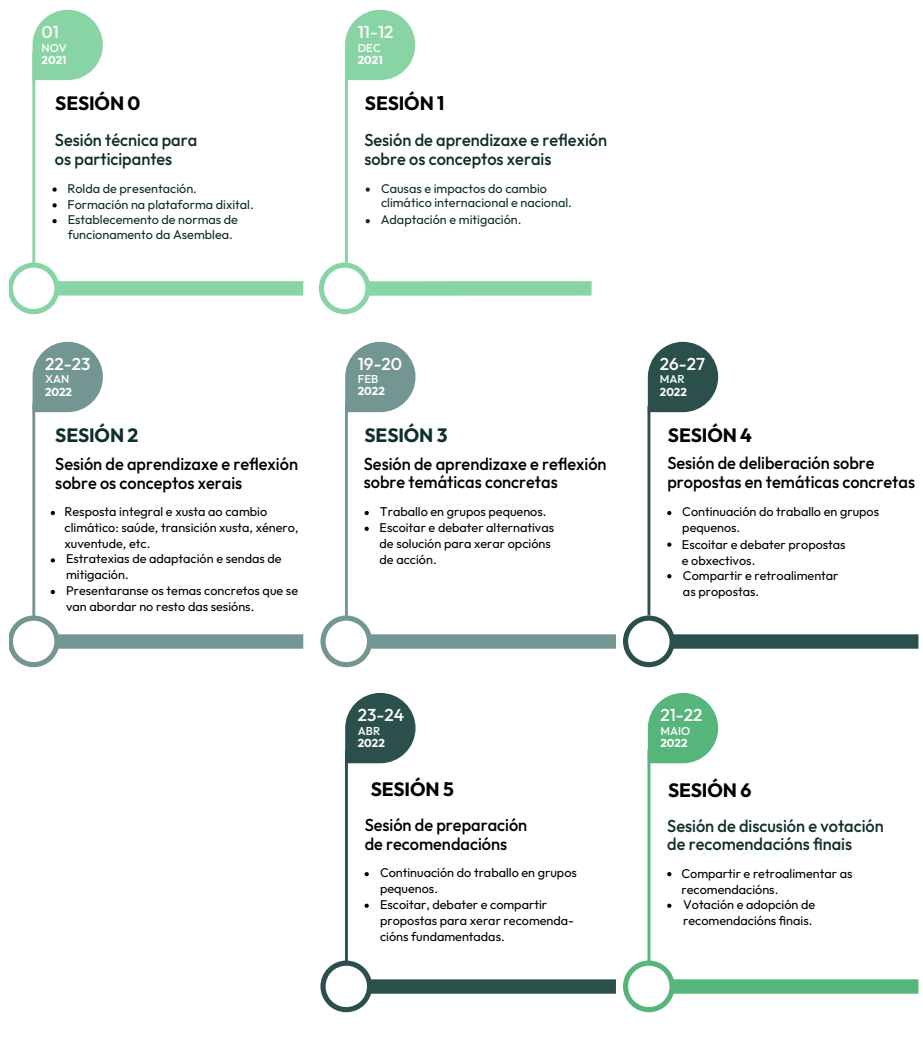 01
NOV
2021
SESIÓN 0
Sesión técnica para
os participantes
• Rolda de presentación.
• Formación na plataforma dixital.
• Establecemento de normas de
funcionamento da Asemblea.
11-12
DEC
2021
SESIÓN 1
Sesión de aprendizaxe e reflexión
sobre os conceptos xerais
• Causas e impactos do cambio
climático internacional e nacional.
• Adaptación e mitigación.
22-23
XAN
2022
SESIÓN 2
Sesión de aprendizaxe e reflexión
sobre os conceptos xerais
• Resposta integral e xusta ao cambio
climático: saúde, transición xusta, xénero,
xuventude, etc.
• Estratexias de adaptación e sendas de
mitigación.
• Presentaranse os temas concretos que se
van abordar no resto das sesións.
19-20
FEB
2022
SESIÓN 3
Sesión de aprendizaxe e reflexión
sobre temáticas concretas
• Traballo en grupos pequenos.
• Escoitar e debater alternativas
de solución para xerar opcións
de acción.
26-27
MAR
2022
SESIÓN 4
Sesión de deliberación sobre
propostas en temáticas concretas
• Continuación do traballo en grupos
pequenos.
• Escoitar e debater propostas
e obxectivos.
• Compartir e retroalimentar
as propostas.
23-24
ABR
2022
SESIÓN 5
Sesión de preparación
de recomendacións
• Continuación do traballo en grupos
pequenos.
• Escoitar, debater e compartir
propostas para xerar recomenda-
cións fundamentadas.
21-22
MAIO
2022
SESIÓN 6
Sesión de discusión e votación
de recomendacións finais
• Compartir e retroalimentar as
recomendacións.
• Votación e adopción de
recomendacións finais.